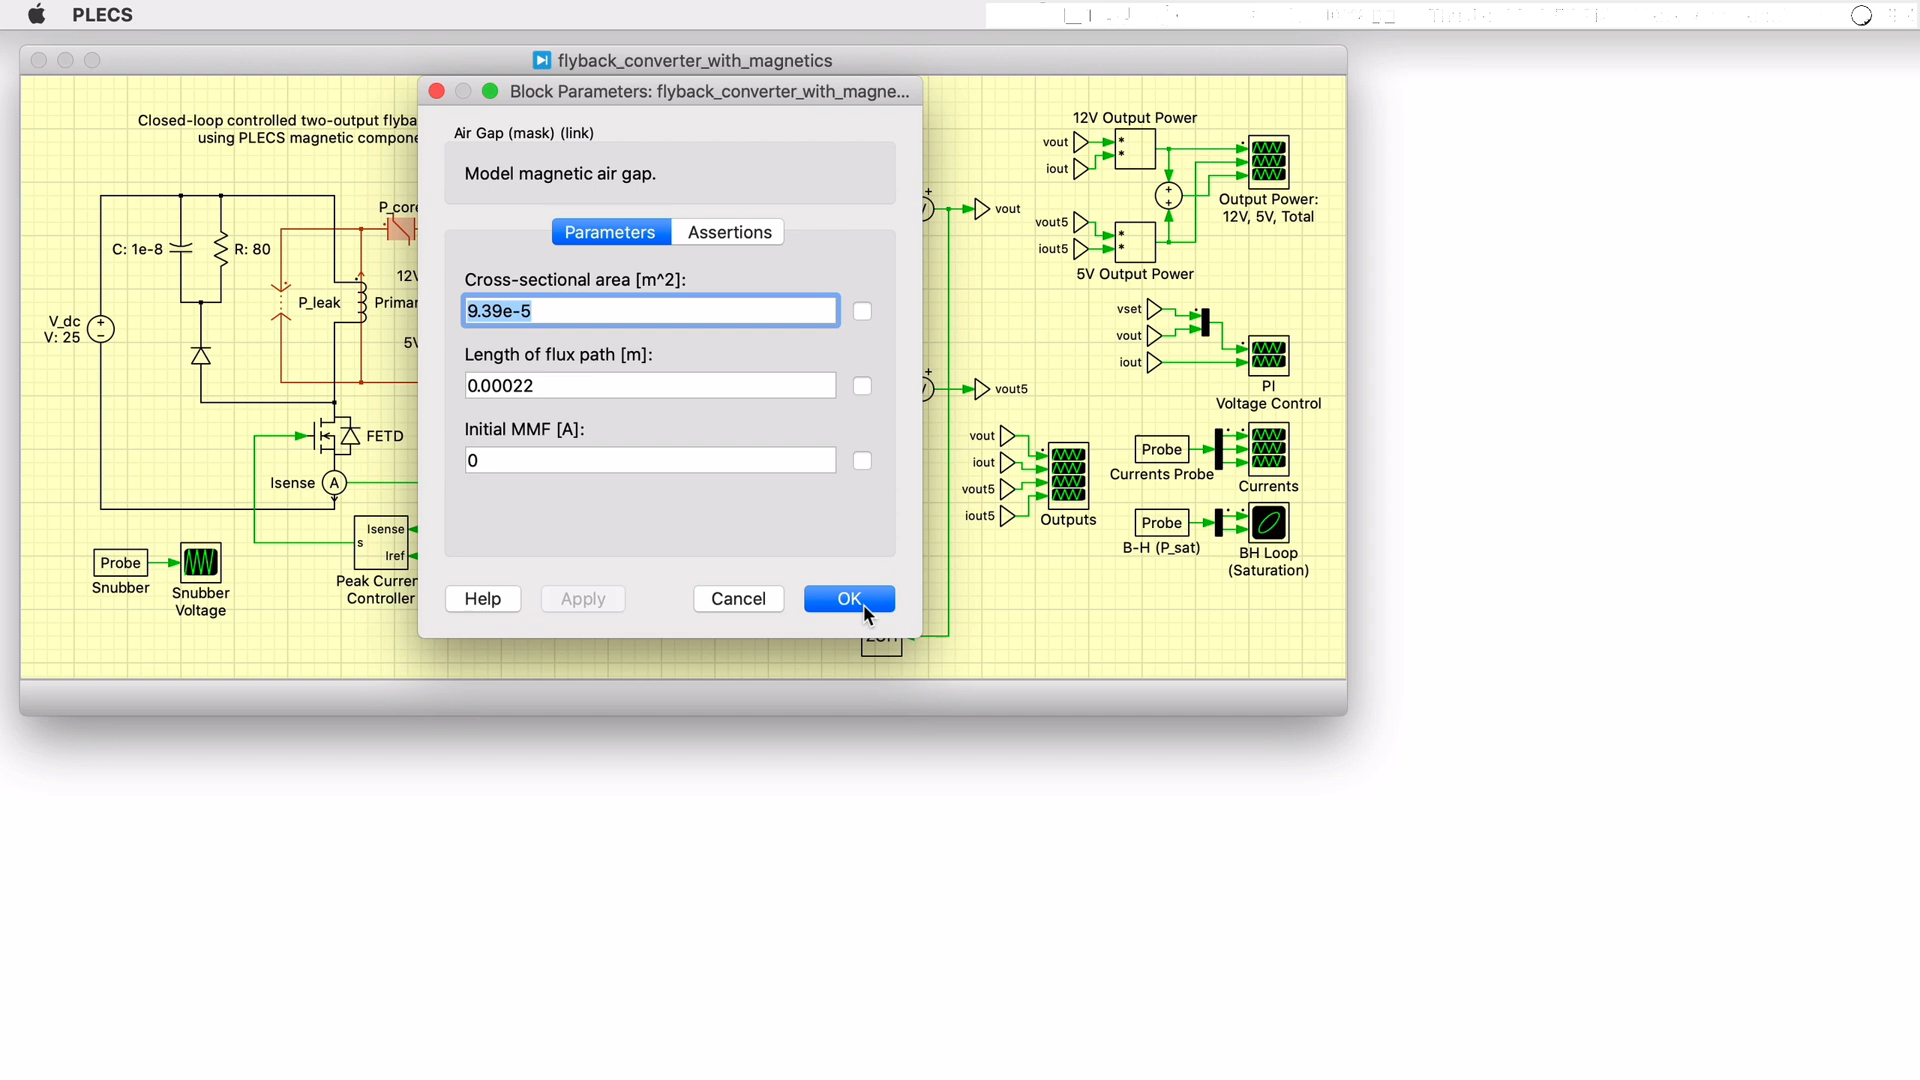 PLECS
flyback_converter_with_magnetics
Block Parameters: flyback_converter_with_magne...
Closed-loop controlled two-output flyba
using PLECS magnetic compone
Air Gap (mask) (link)
Model magnetic air gap.
Parameters
Assertions
Cross-sectional area [m^2]:
9.39e-5
Length of flux path [m]:
0.00022
Initial MMF [A]:
0
Help
Apply
Cancel
OK
P_core
C: 1e-8
R: 80
12V
P_leak
Primar
V_dc
V: 25
5V
FETD
Isense
A
Isense
s
Iref
Peak Curren
Controller
Probe
Snubber
Snubber
Voltage
vout
vout5
12V Output Power
vout
iout
Output Power:
12V, 5V, Total
vout5
iout5
5V Output Power
vset
vout
iout
PI
Voltage Control
vout
iout
vout5
iout5
Outputs
Probe
Currents Probe
Currents
Probe
B-H (P_sat)
BH Loop
(Saturation)